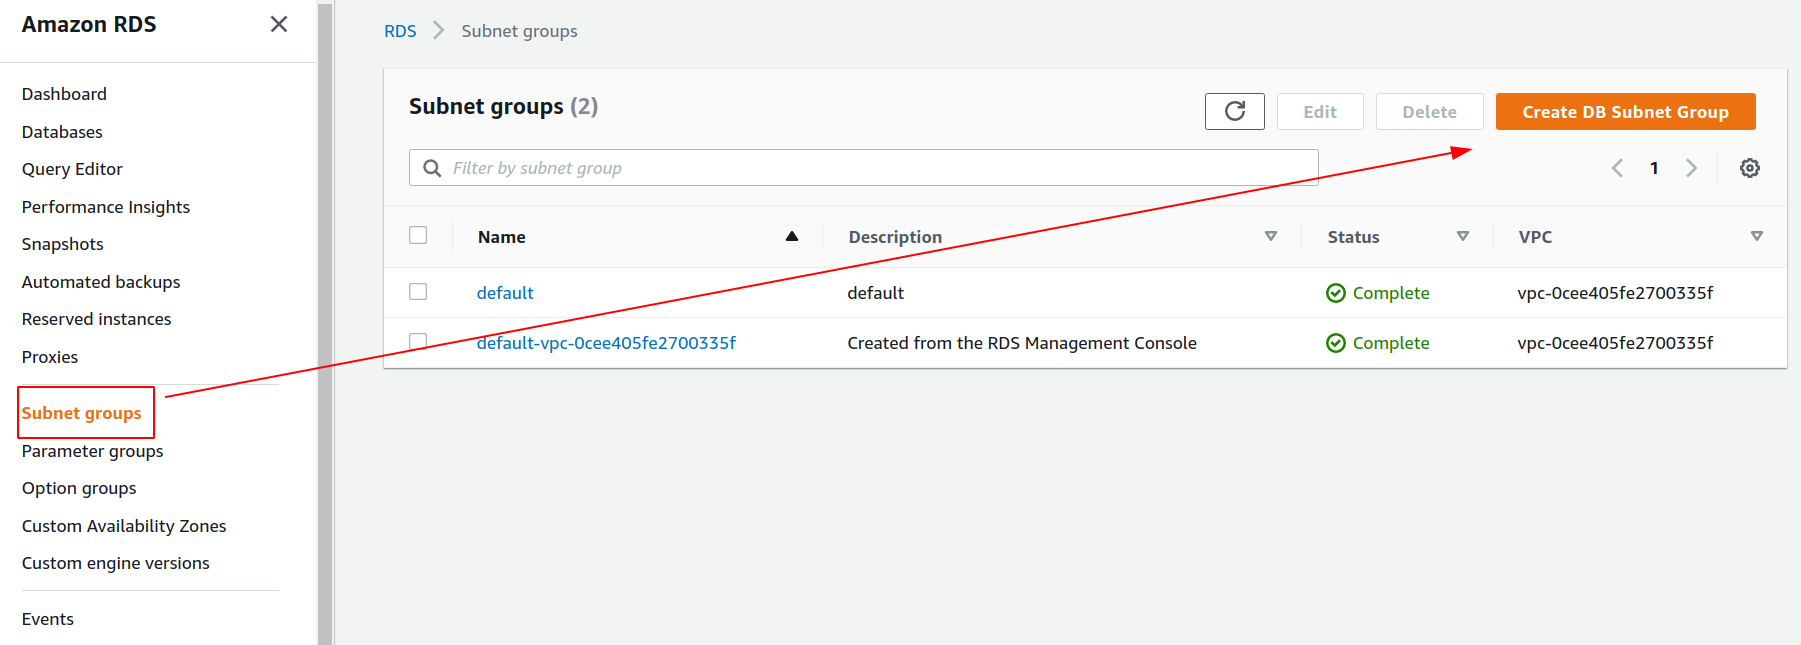 Amazon RDS
Dashboard
Databases
Query Editor
Performance Insights
Snapshots
Automated backups
Reserved instances
Proxies
Subnet groups
Parameter groups
Option groups
Custom Availability Zones
Custom engine versions
Events
RDS Subnet groups
Subnet groups (2)
Edit Delete Create DB Subnet Group
Filter by subnet group
1
Name Description Status VPC
default default Complete vpc-0cee405fe2700335f
default-vpc-0cee405fe2700335f Created from the RDS Management Console Complete vpc-0cee405fe2700335f